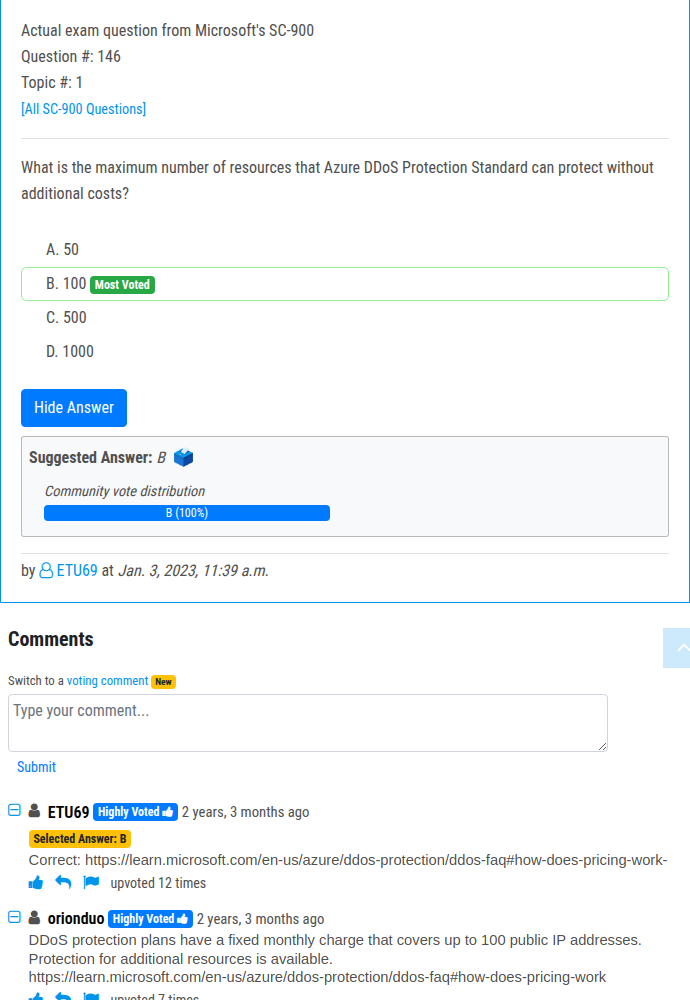 Actual exam question from Microsoft's SC-900
Question #: 146
Topic #: 1
[All SC-900 Questions]
What is the maximum number of resources that Azure DDoS Protection Standard can protect without
additional costs?
A. 50
B. 100 Most Voted
C. 500
D. 1000
Hide Answer
Suggested Answer: B
Community vote distribution
B (100%)
by ETU69 at Jan. 3, 2023, 11:39 a.m.
Comments
Switch to a voting comment New
Type your comment...
Submit
ETU69 Highly Voted 2 years, 3 months ago
Selected Answer: B
Correct: https://learn.microsoft.com/en-us/azure/ddos-protection/ddos-faq#how-does-pricing-work-
upvoted 12 times
orionduo Highly Voted 2 years, 3 months ago
DDoS protection plans have a fixed monthly charge that covers up to 100 public IP addresses.
Protection for additional resources is available.
https://learn.microsoft.com/en-us/azure/ddos-protection/ddos-faq#how-does-pricing-work
upvoted 7 times